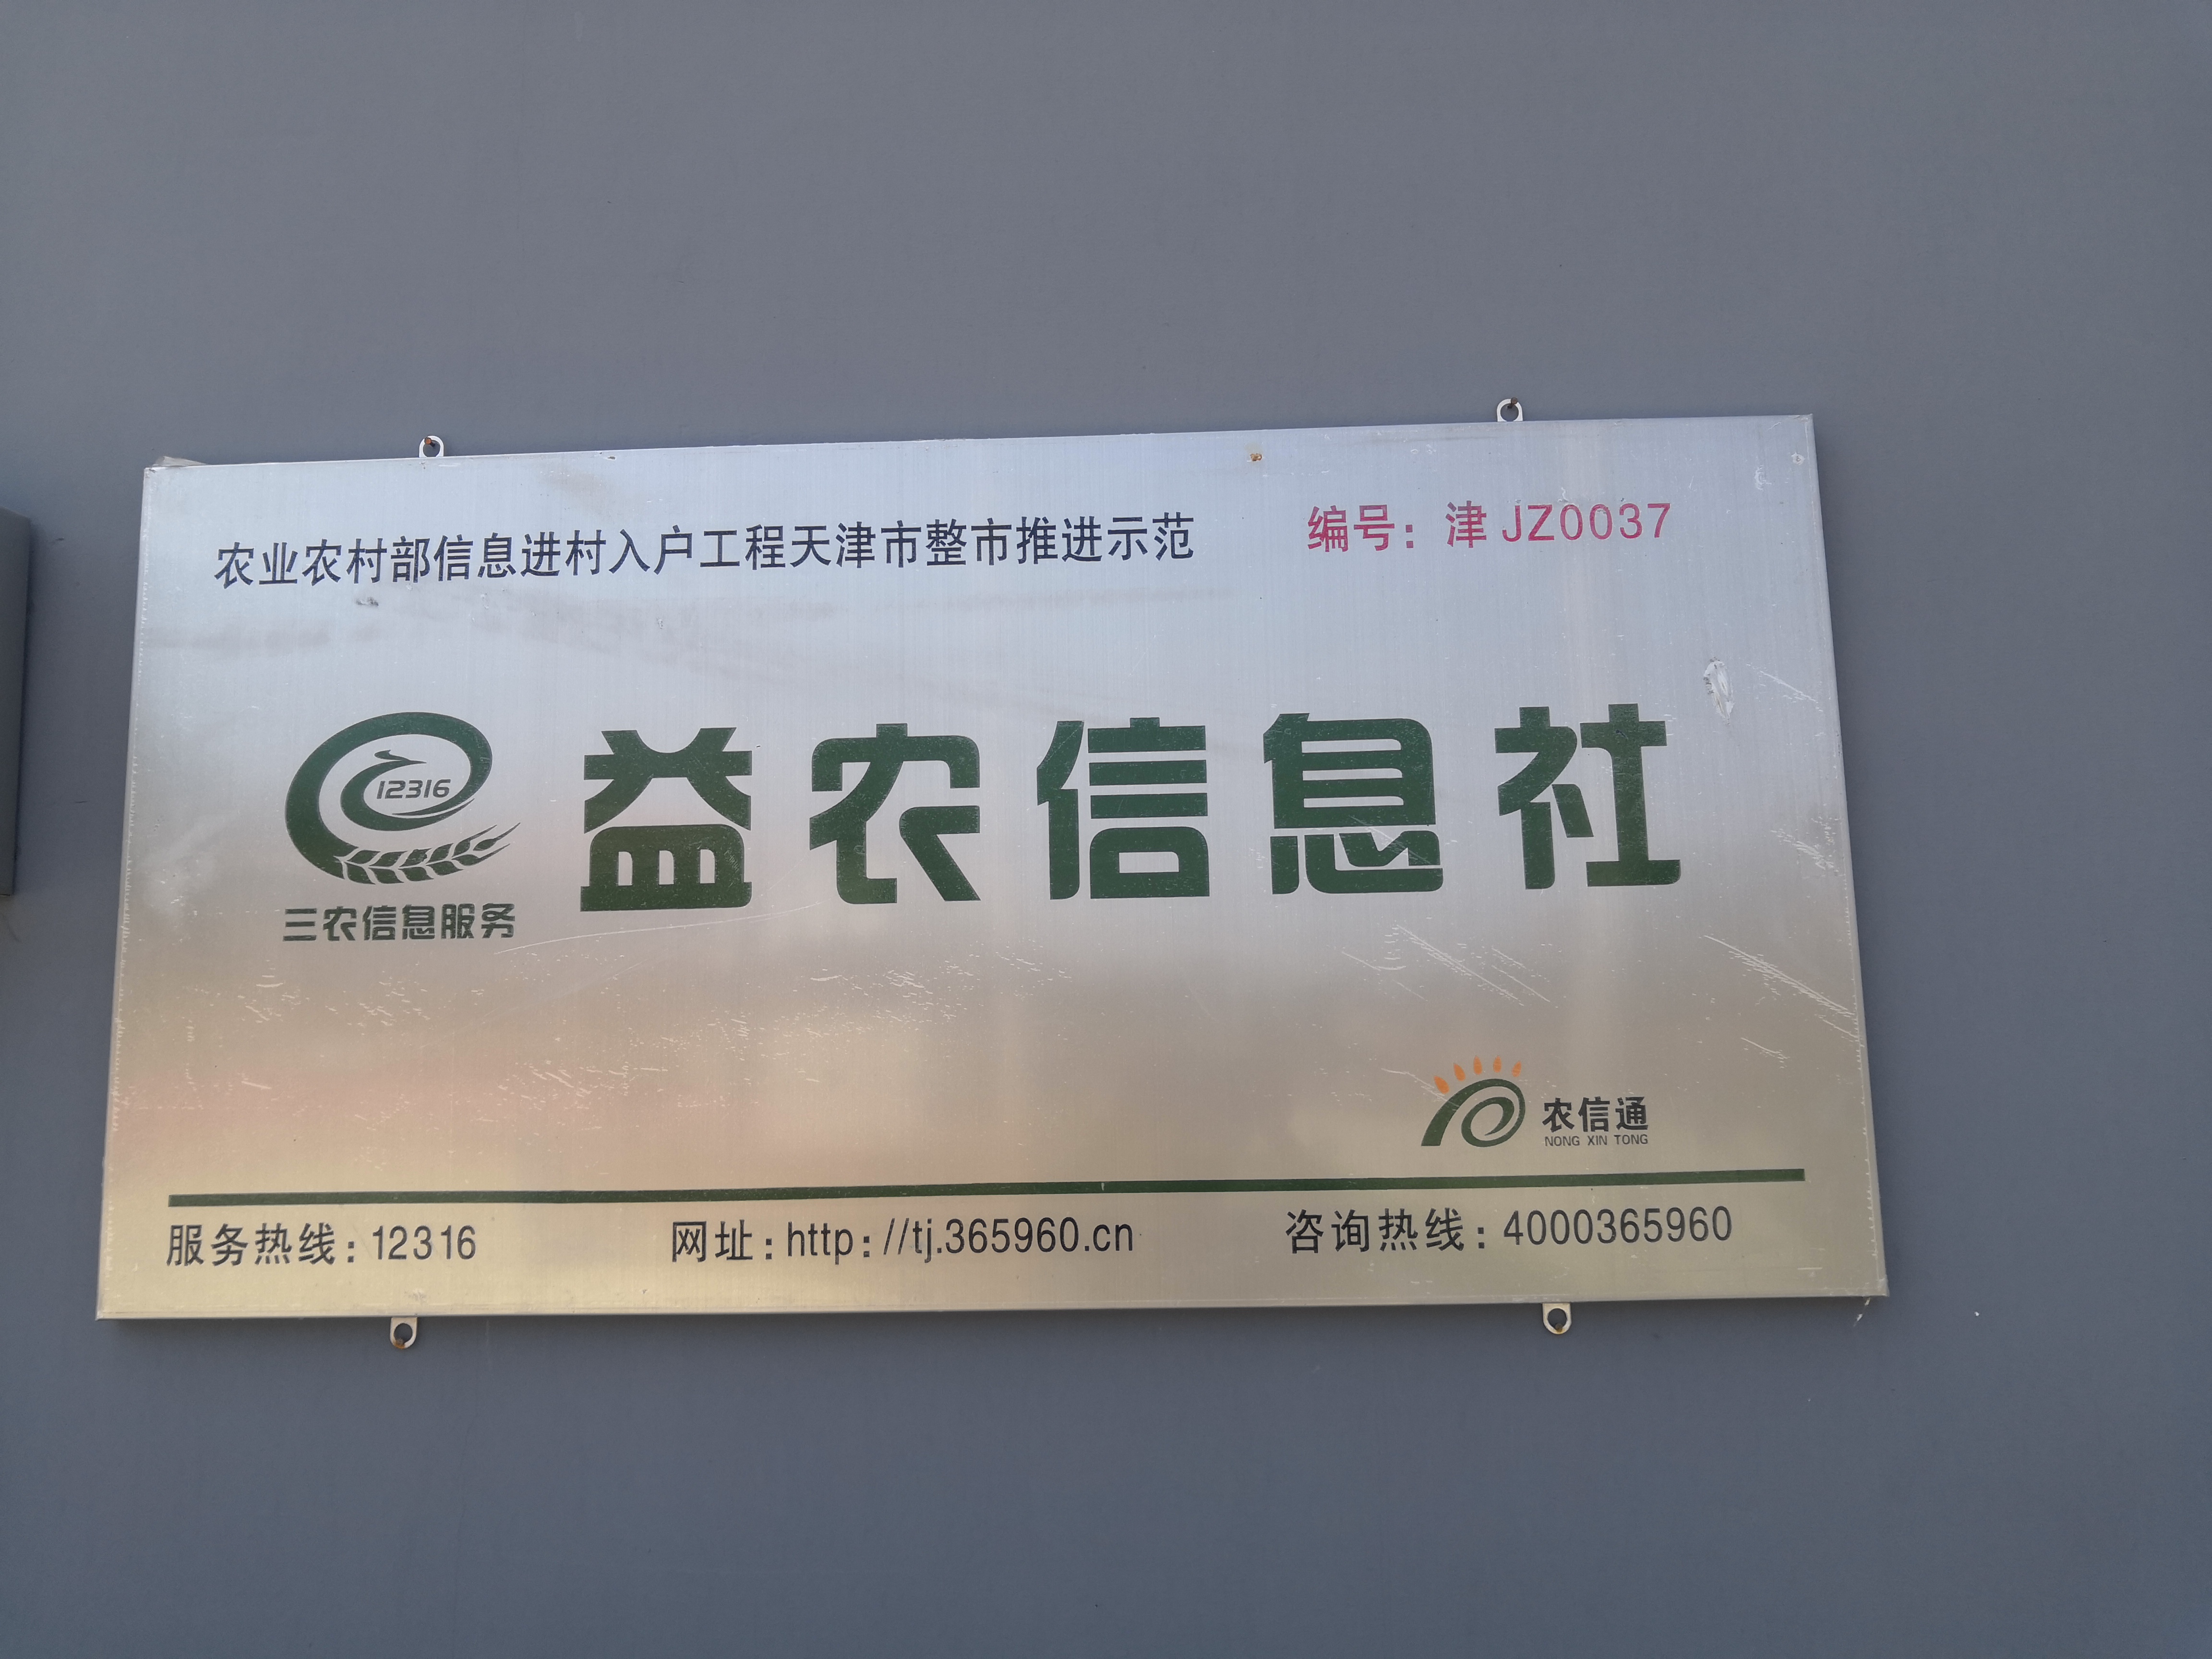 农业农村部信息进村入户工程天津市整市推进示范
编号：津 JZ0037
12316
三农信息服务
益农信息社
农信通
NONG XIN TONG
服务热线：12316
网址：http：//tj.365960.cn
咨询热线：4000365960